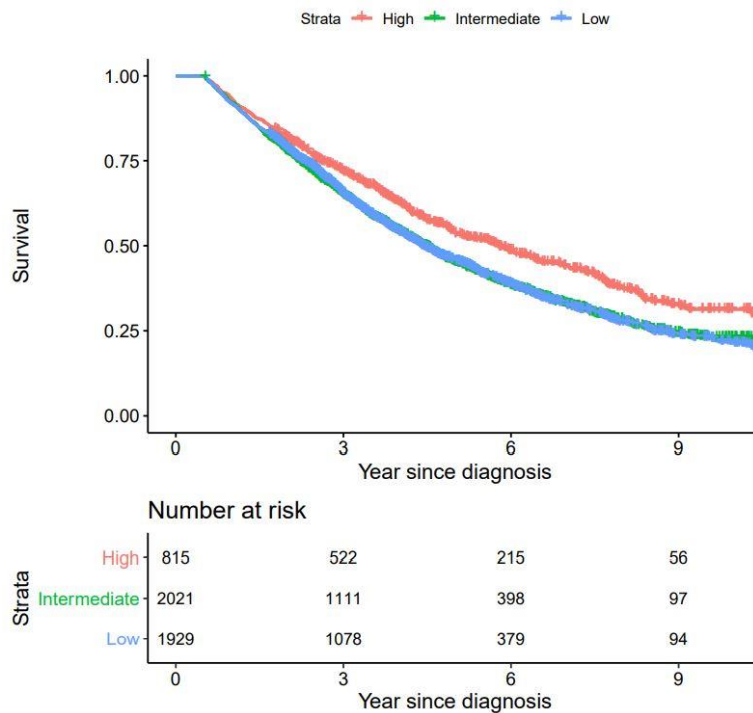 Strata High Intermediate Low
1.00
0.75
0.50
0.25
0.00
Survival
0 3 6 9
Year since diagnosis
Number at risk
Strata
High 815 522 215 56
Intermediate 2021 1111 398 97
Low 1929 1078 379 94
0 3 6 9
Year since diagnosis